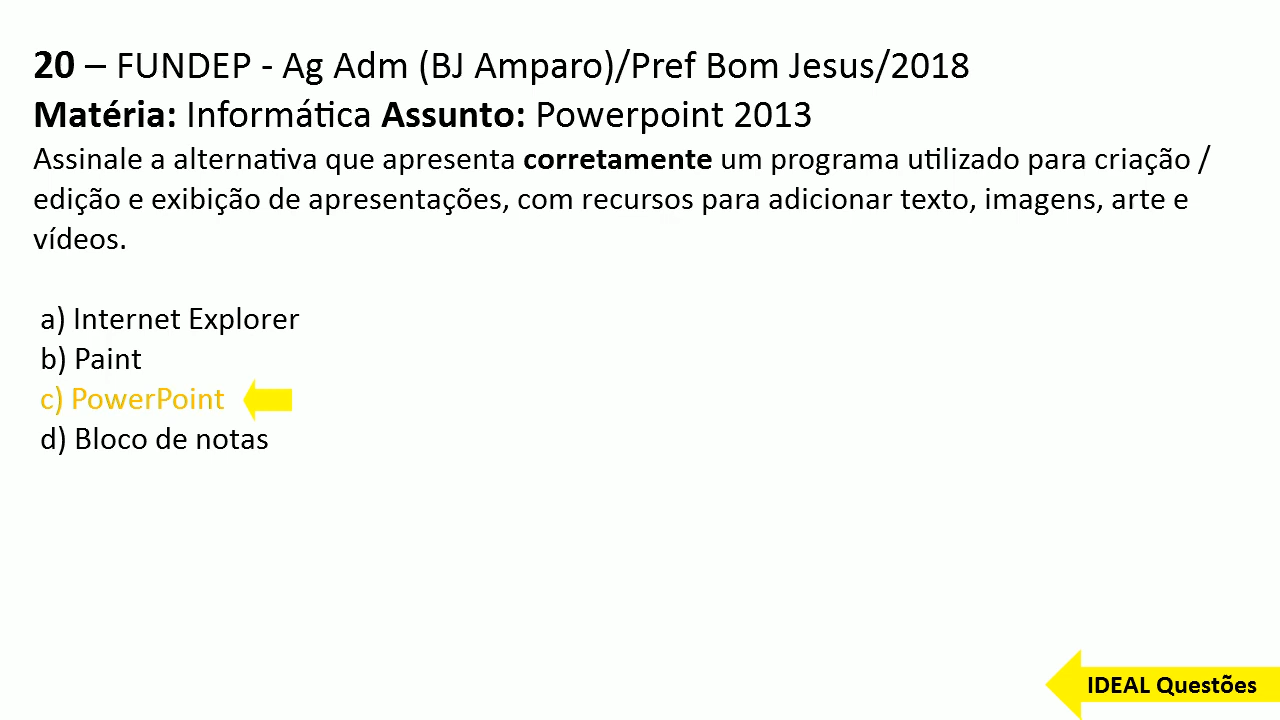 20 – FUNDEP - Ag Adm (BJ Amparo)/Pref Bom Jesus/2018
Matéria: Informática Assunto: Powerpoint 2013
Assinale a alternativa que apresenta corretamente um programa utilizado para criação /
edição e exibição de apresentações, com recursos para adicionar texto, imagens, arte e
vídeos.
a) Internet Explorer
b) Paint
c) PowerPoint
d) Bloco de notas
IDEAL Questões